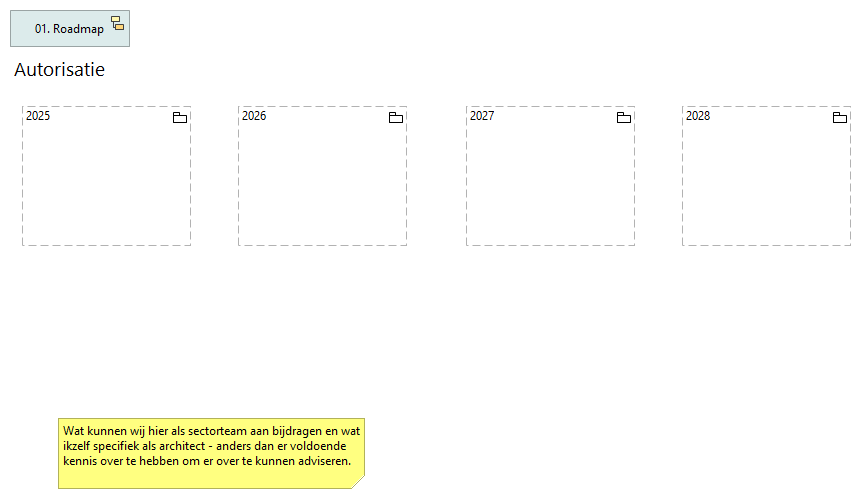 01. Roadmap
Autorisatie
2025
2026
2027
2028
Wat kunnen wij hier als sectorteam aan bijdragen en wat
ikzelf specifiek als architect - anders dan er voldoende
kennis over te hebben om er over te kunnen adviseren.